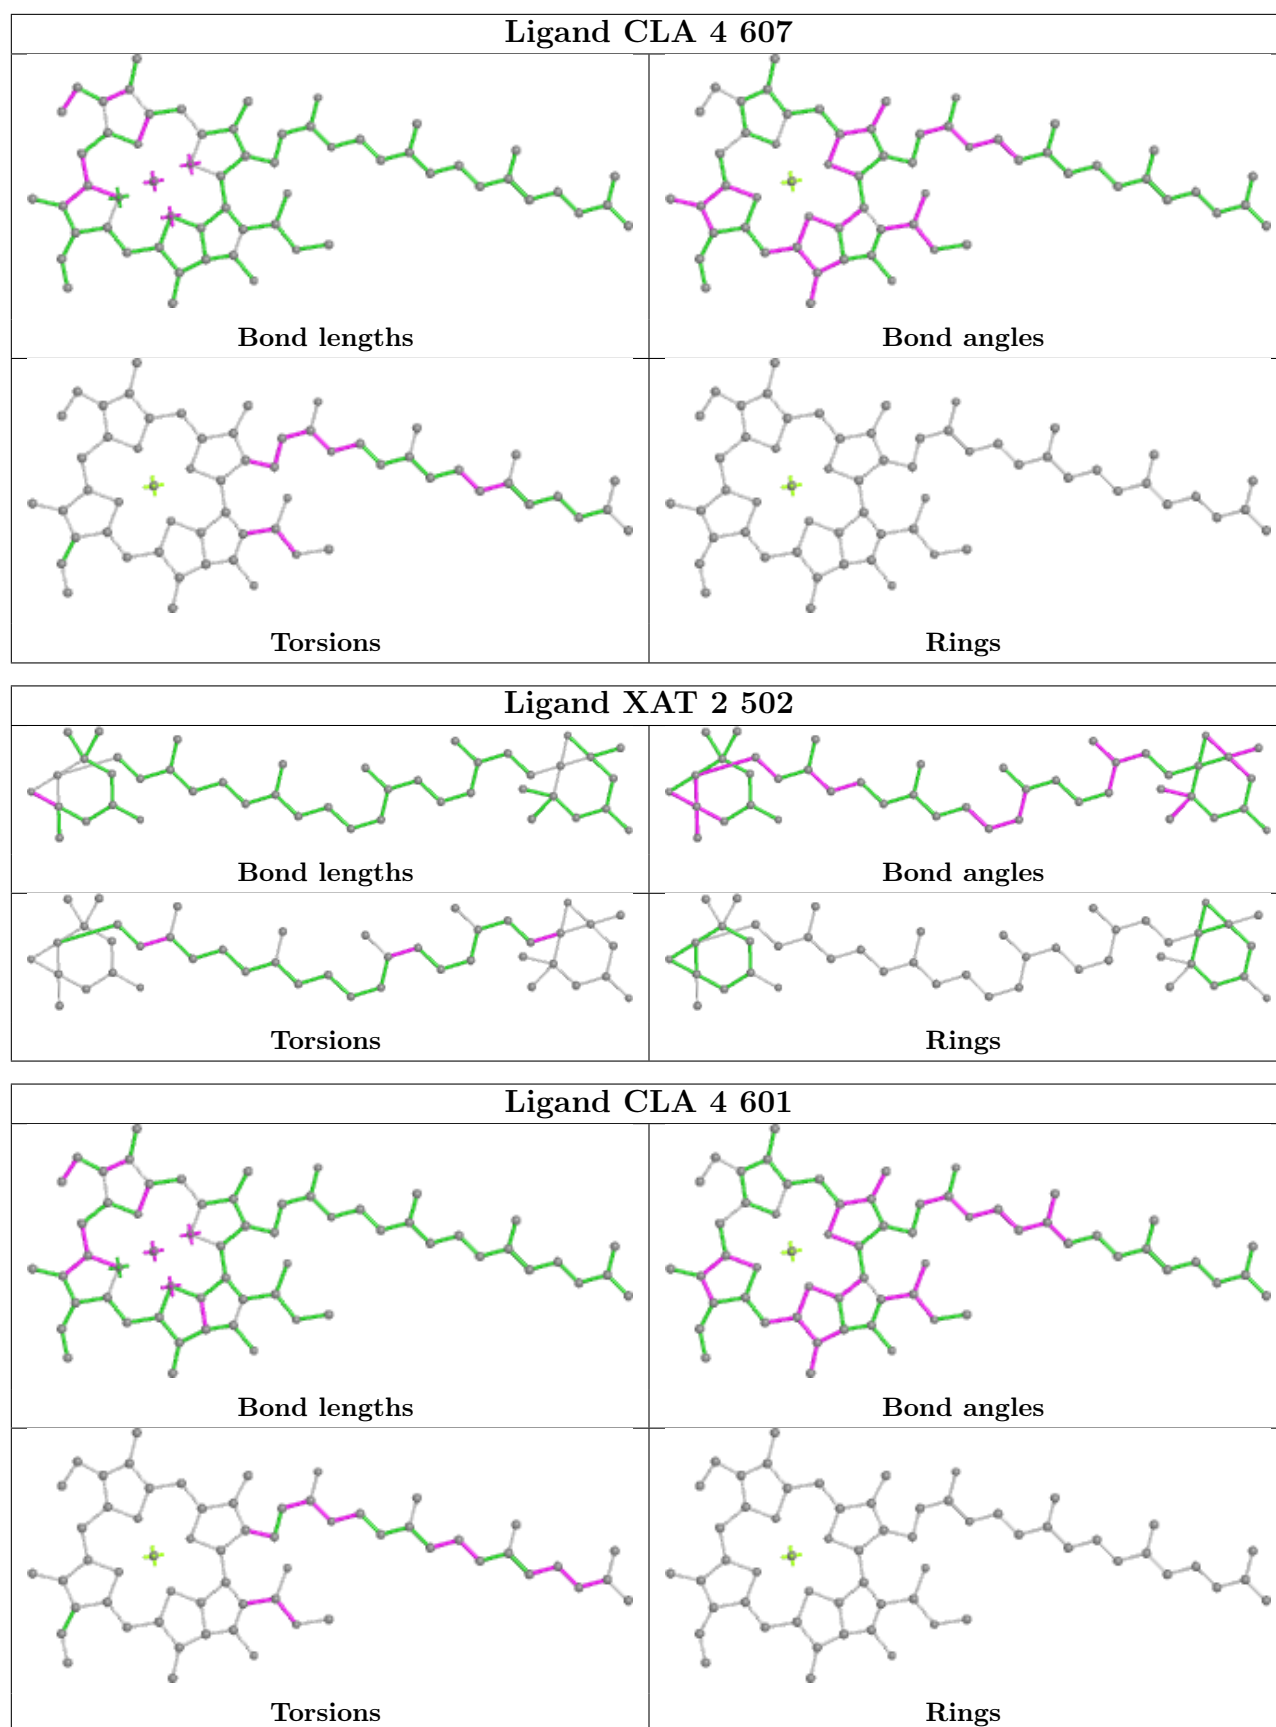 Ligand CLA 4 607
Bond lengths
Bond angles
Torsions
Rings
Ligand XAT 2 502
Bond lengths
Bond angles
Torsions
Rings
Ligand CLA 4 601
Bond lengths
Bond angles
Torsions
Rings